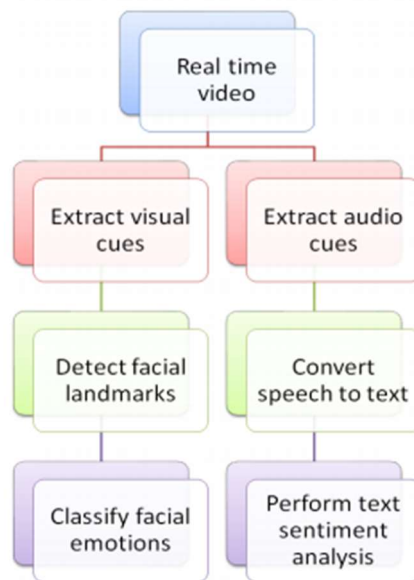 Real time
video
Extract visual
cues
Extract audio
cues
Detect facial
landmarks
Convert
speech to text
Classify facial
emotions
Perform text
sentiment
analysis